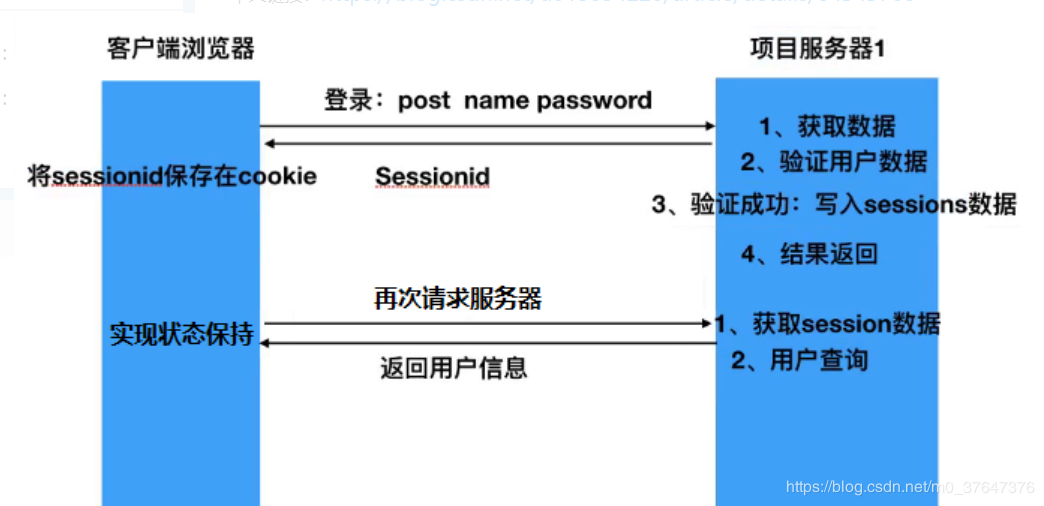 客户端浏览器
项目服务器1
登录：post name password
1、获取数据
2、验证用户数据
将sessionid保存在cookie
Sessionid
3、验证成功：写入sessions数据
4、结果返回
再次请求服务器
实现状态保持
1、获取session数据
2、用户查询
返回用户信息
https://blog.csdn.net/m0_37647376